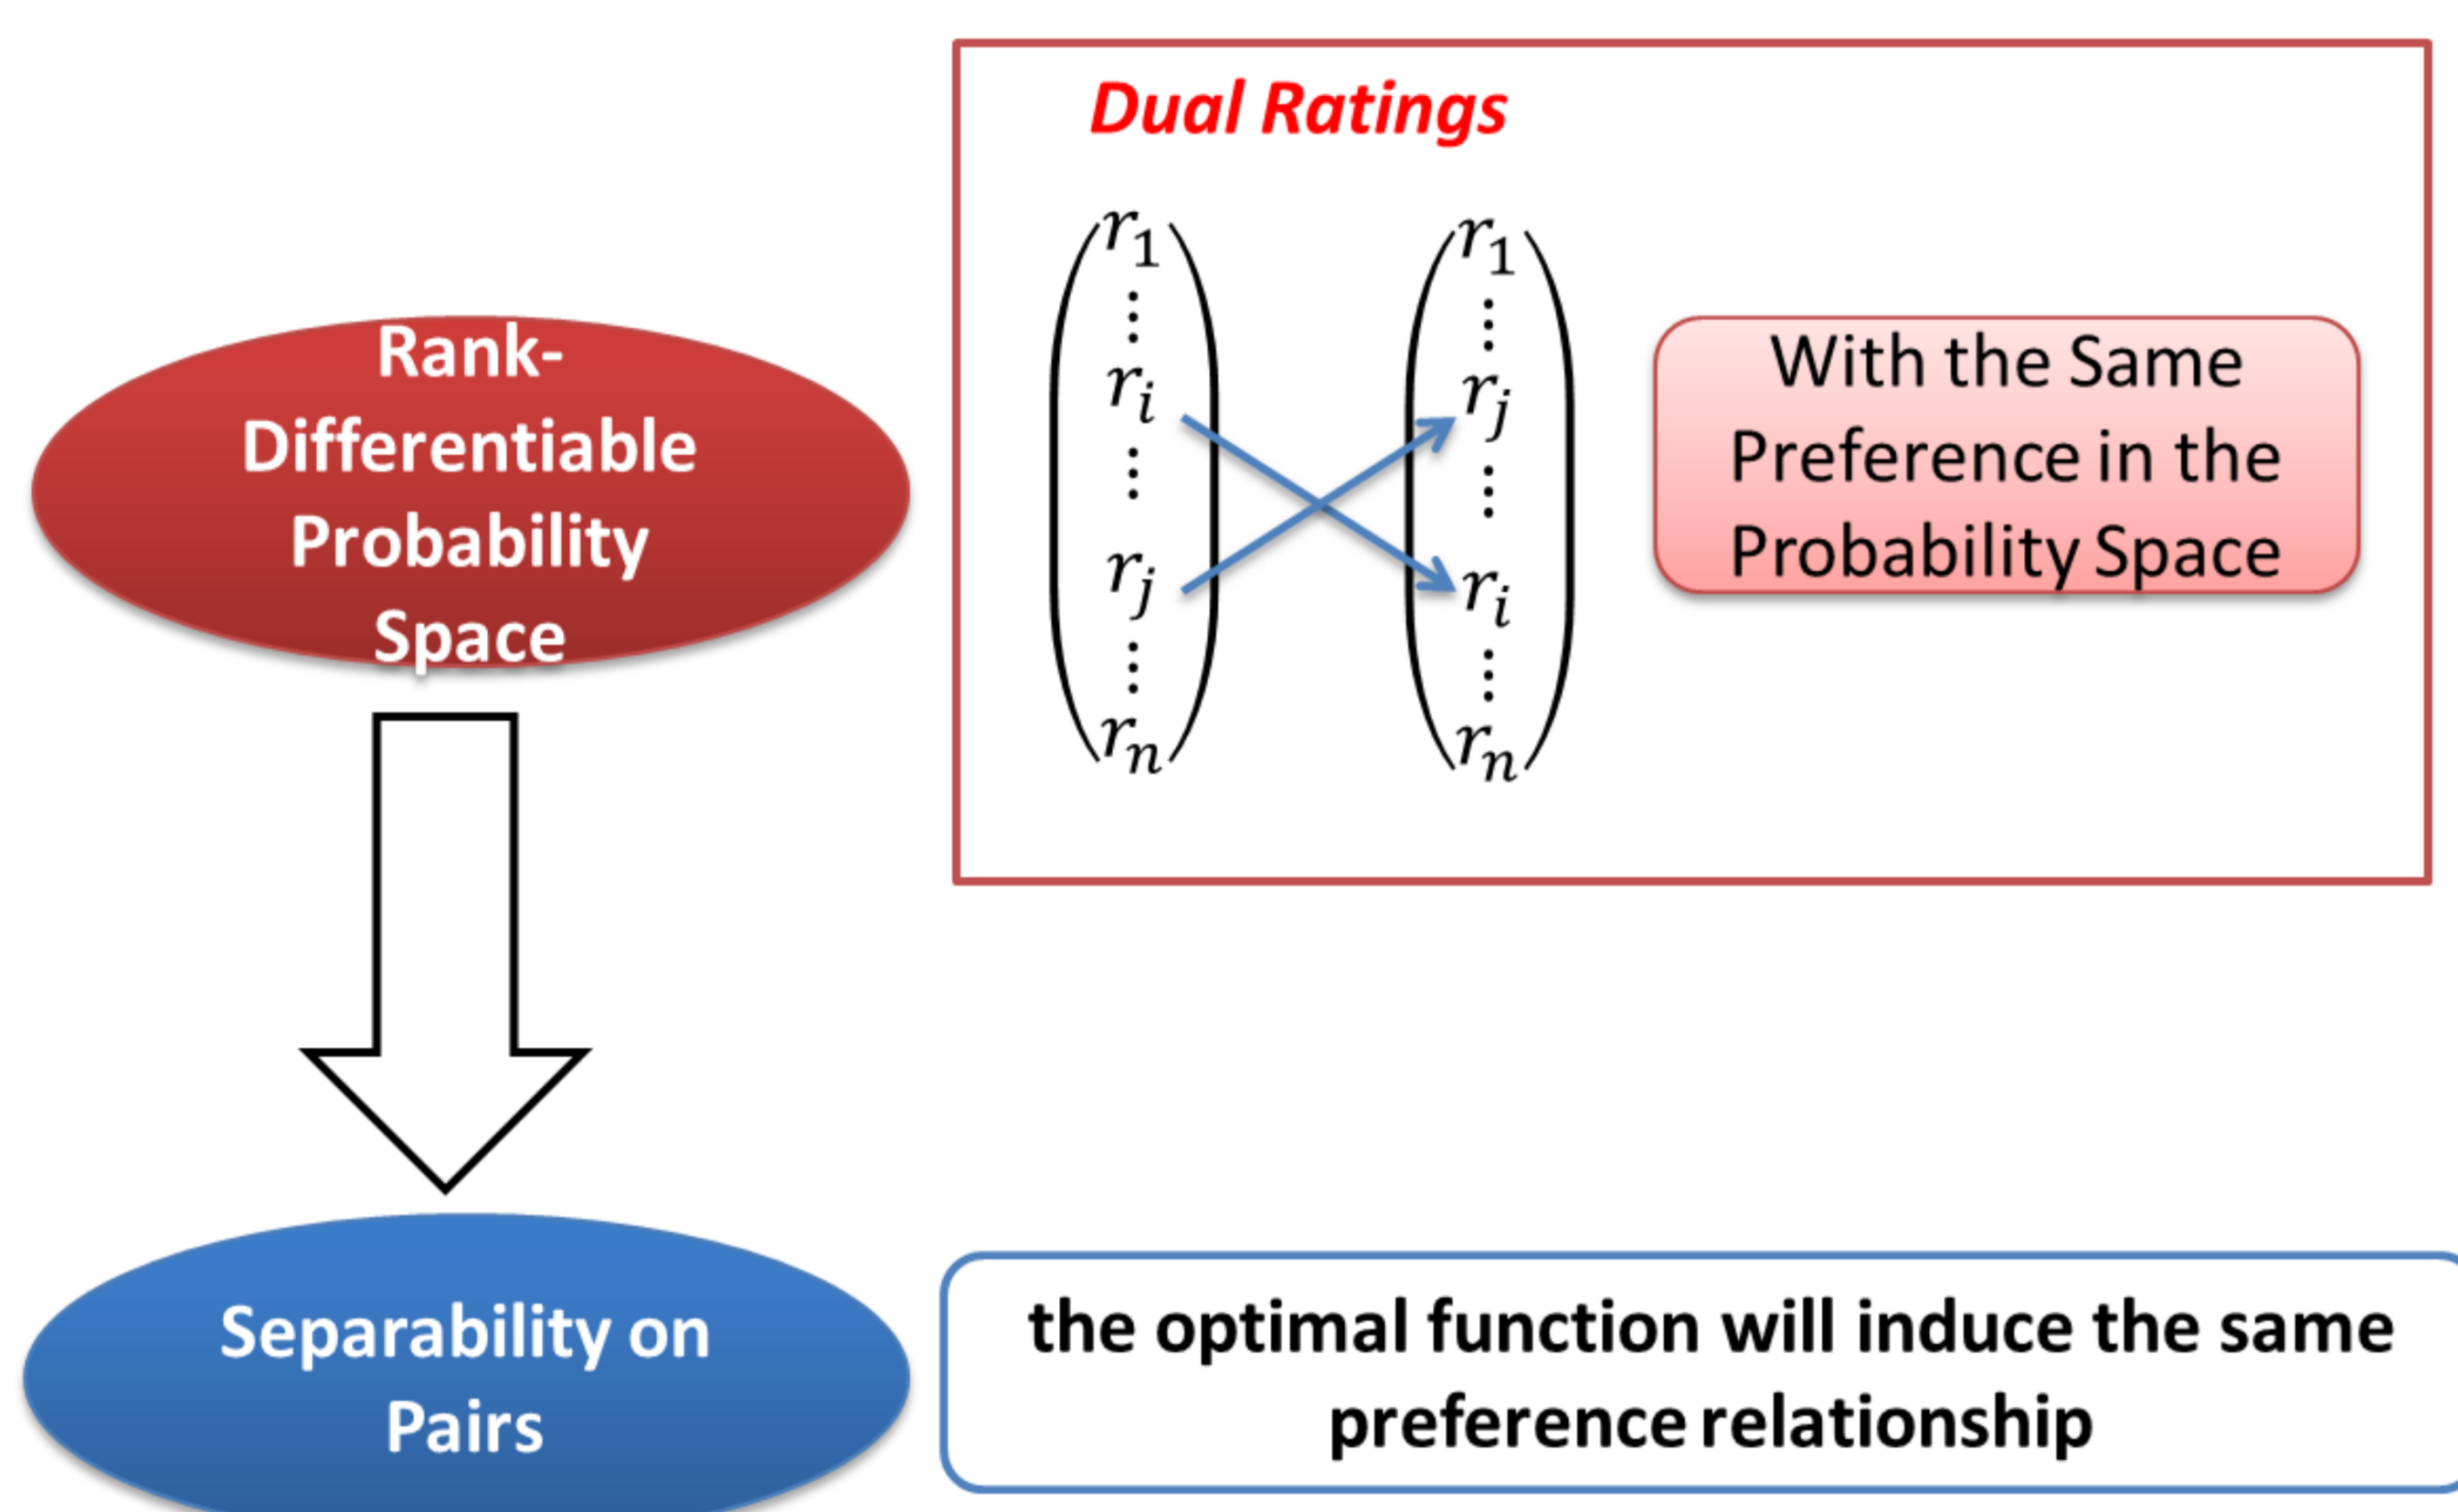 Dual Ratings
r₁
⋮
rᵢ
⋮
rⱼ
⋮
rₙ
r₁
⋮
rⱼ
⋮
rᵢ
⋮
rₙ
With the Same
Preference in the
Probability Space
Rank-
Differentiable
Probability
Space
Separability on
Pairs
the optimal function will induce the same
preference relationship